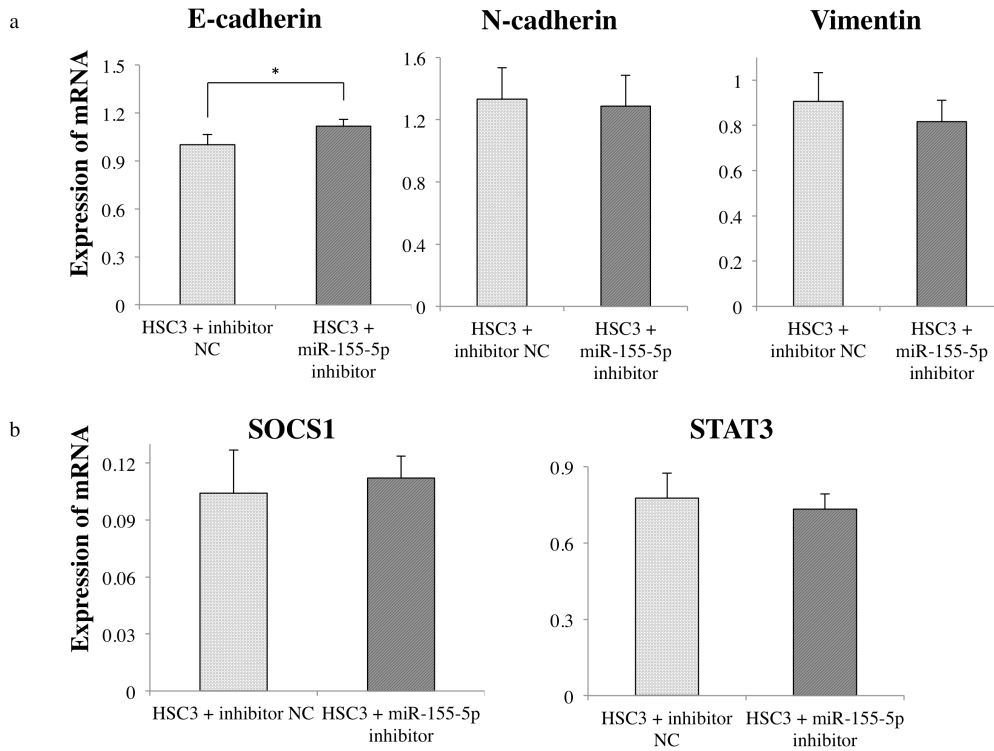 a
E-cadherin
N-cadherin
Vimentin
Expression of mRNA
1.5
1.2
0.9
0.6
0.3
0
*
HSC3 + inhibitor
NC
HSC3 +
miR-155-5p
inhibitor
1.6
1.2
0.8
0.4
0
HSC3 +
inhibitor NC
HSC3 +
miR-155-5p
inhibitor
1
0.8
0.6
0.4
0.2
0
HSC3 +
inhibitor NC
HSC3 +
miR-155-5p
inhibitor
b
SOCS1
STAT3
Expression of mRNA
0.12
0.09
0.06
0.03
0
HSC3 + inhibitor NC
HSC3 + miR-155-5p
inhibitor
0.9
0.6
0.3
0
HSC3 + inhibitor
NC
HSC3 + miR-155-5p
inhibitor